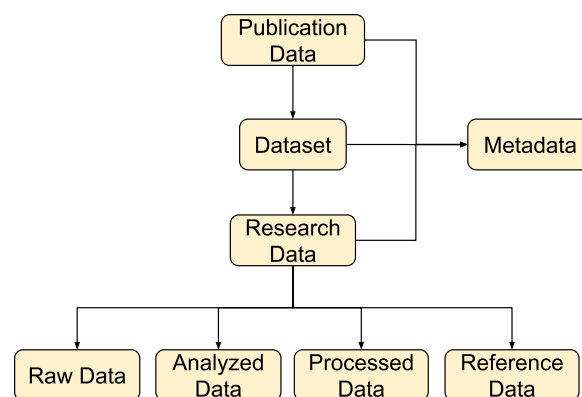 Publication
Data
Dataset
Metadata
Research
Data
Raw Data
Analyzed
Data
Processed
Data
Reference
Data